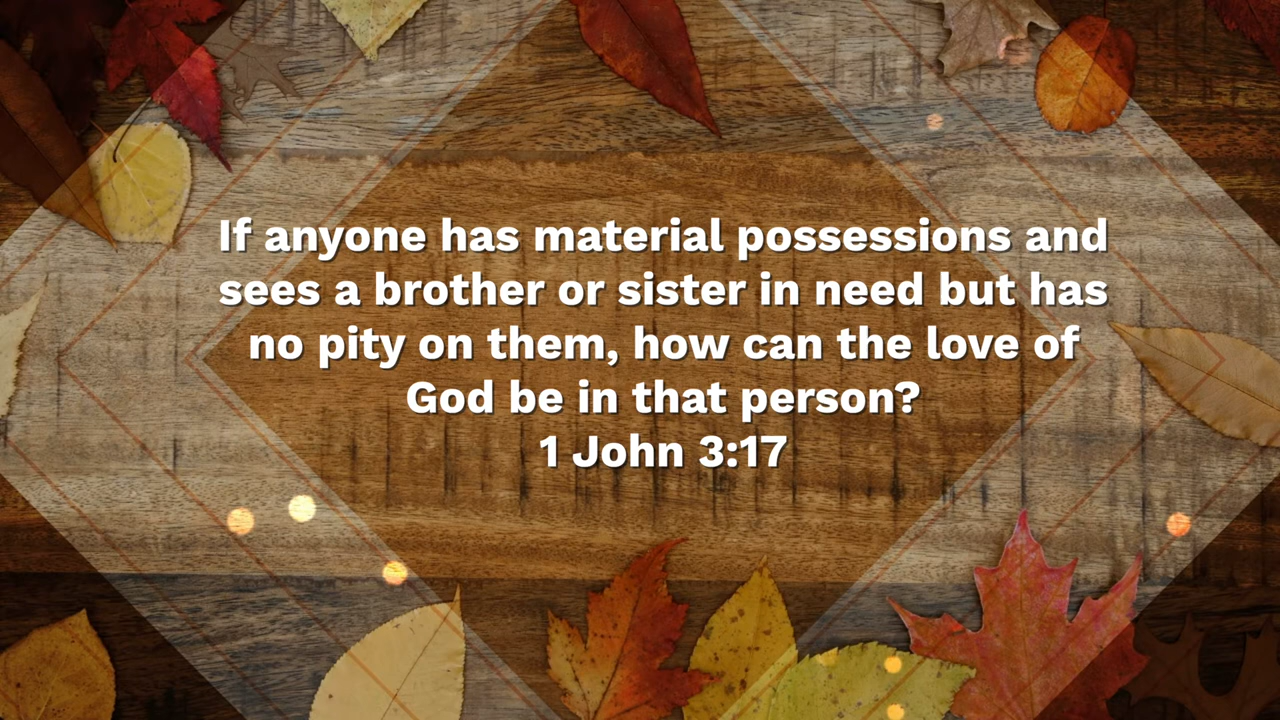 If anyone has material possessions and
sees a brother or sister in need but has
no pity on them, how can the love of
God be in that person?
1 John 3:17